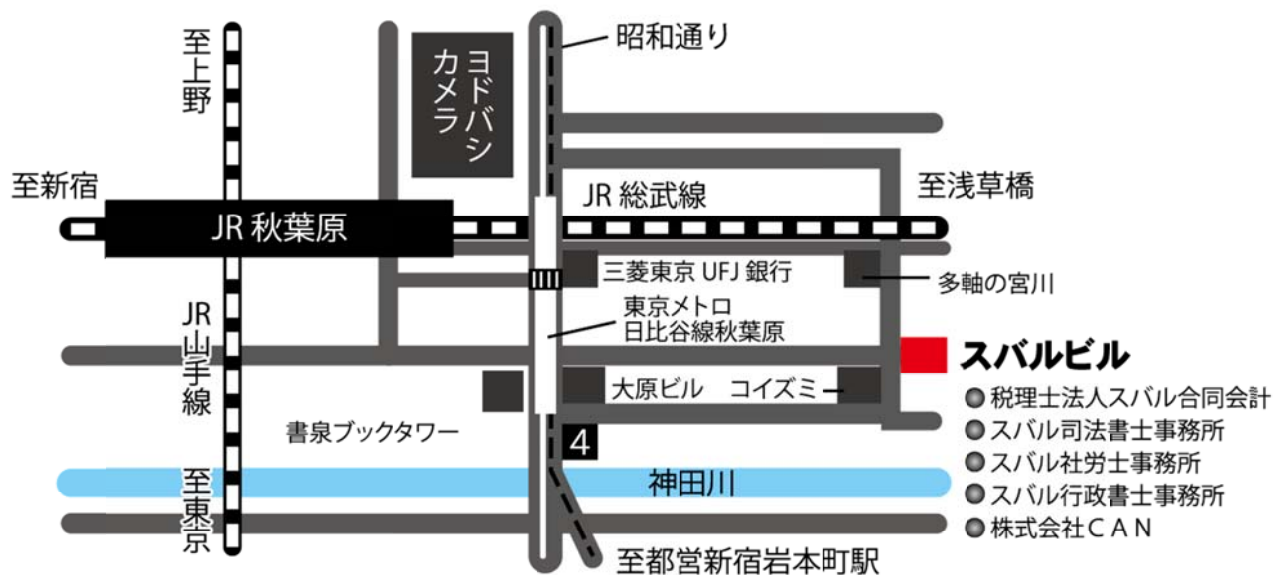 至上野
ヨドバシ
カメラ
昭和通り
至新宿
JR 秋葉原
JR 総武線
至浅草橋
三菱東京 UFJ 銀行
多軸の宮川
東京メトロ
日比谷線秋葉原
JR山手線
スバルビル
大原ビル
コイズミ
書泉ブックタワー
4
税理士法人スバル合同会計
スバル司法書士事務所
スバル社労士事務所
スバル行政書士事務所
株式会社CAN
神田川
至東京
至都営新宿岩本町駅